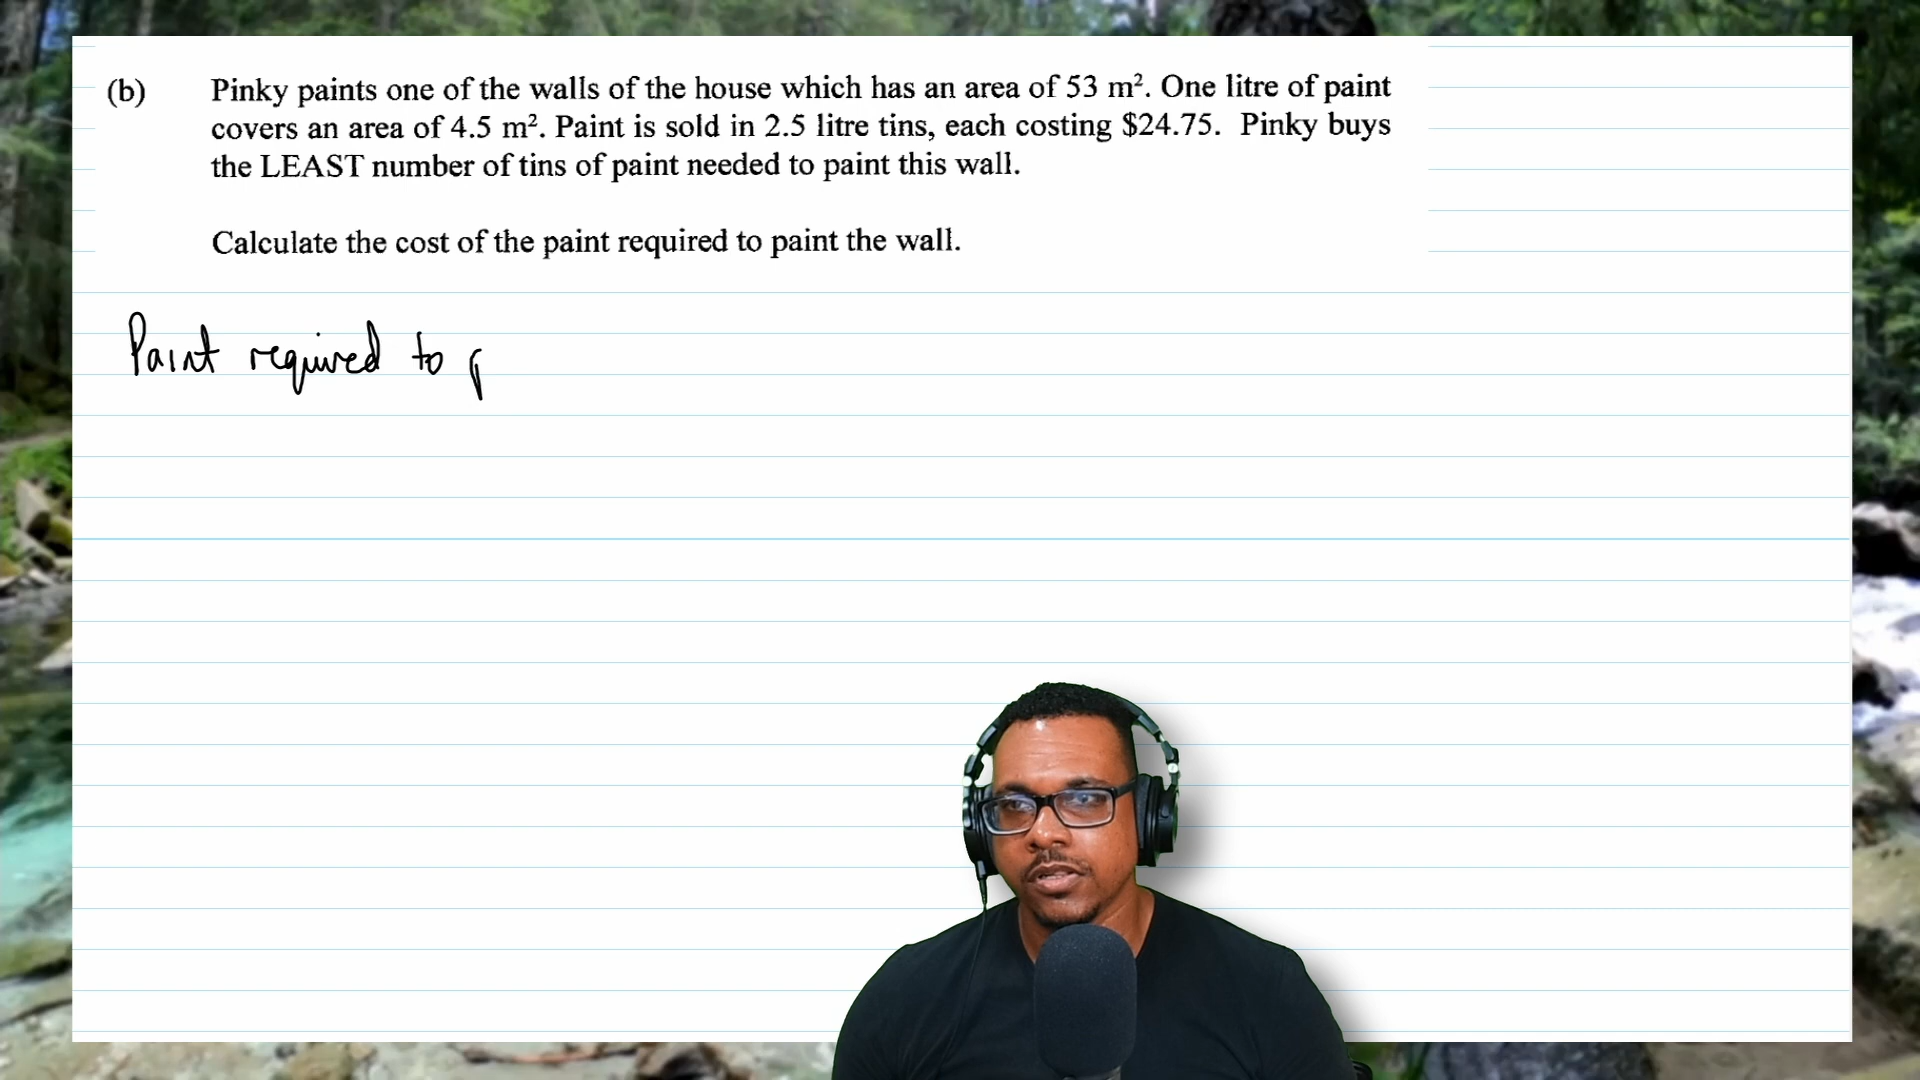 (b) Pinky paints one of the walls of the house which has an area of 53 m². One litre of paint
covers an area of 4.5 m². Paint is sold in 2.5 litre tins, each costing $24.75. Pinky buys
the LEAST number of tins of paint needed to paint this wall.
Calculate the cost of the paint required to paint the wall.
Paint required to p